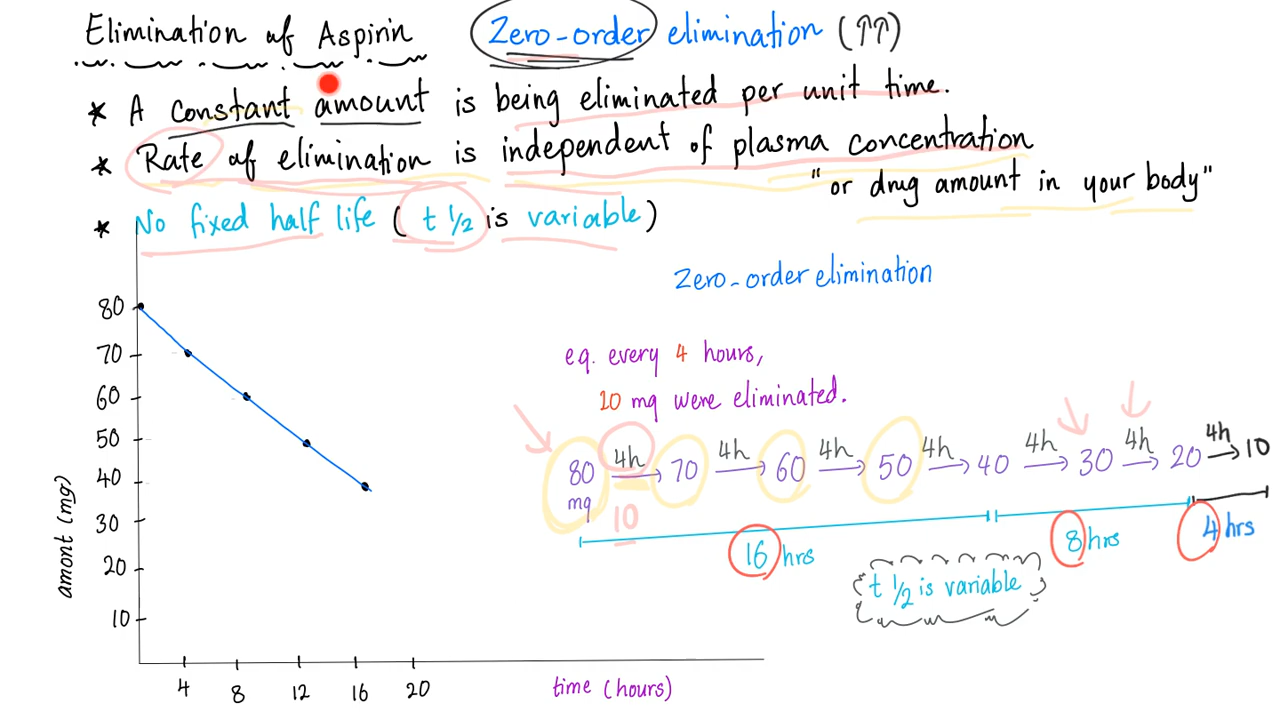 Elimination of Aspirin Zero-order elimination (↑↑)
* A constant amount is being eliminated per unit time.
* Rate of elimination is independent of plasma concentration
"or drug amount in your body"
* No fixed half life ( t 1/2 is variable)
Zero-order elimination
eg. every 4 hours,
10 mg were eliminated.
80 mg 4h → 70 4h → 60 4h → 50 4h → 40 4h → 30 4h → 20 4h → 10
10
16 hrs 8 hrs 4 hrs
t 1/2 is variable
amont (mg)
80
70
60
50
40
30
20
10
4 8 12 16 20
time (hours)